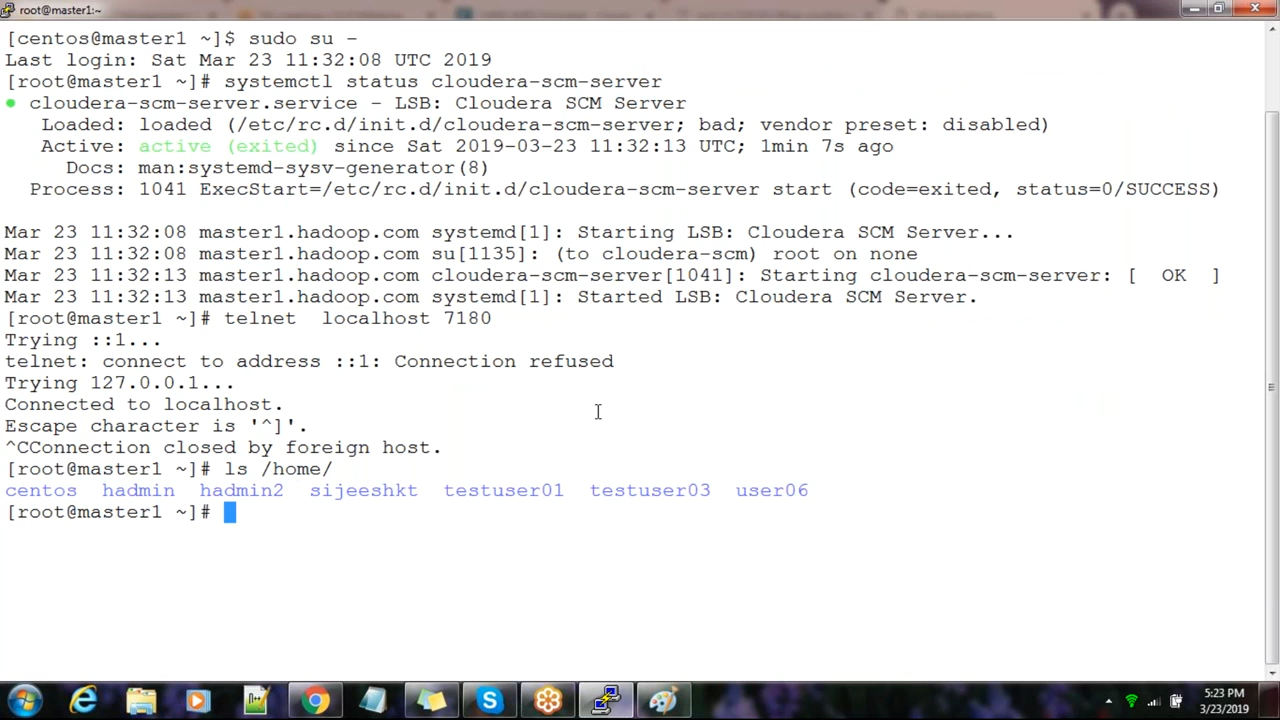 root@master1:~
[centos@master1 ~]$ sudo su -
Last login: Sat Mar 23 11:32:08 UTC 2019
[root@master1 ~]# systemctl status cloudera-scm-server
● cloudera-scm-server.service - LSB: Cloudera SCM Server
Loaded: loaded (/etc/rc.d/init.d/cloudera-scm-server; bad; vendor preset: disabled)
Active: active (exited) since Sat 2019-03-23 11:32:13 UTC; 1min 7s ago
Docs: man:systemd-sysv-generator(8)
Process: 1041 ExecStart=/etc/rc.d/init.d/cloudera-scm-server start (code=exited, status=0/SUCCESS)
Mar 23 11:32:08 master1.hadoop.com systemd[1]: Starting LSB: Cloudera SCM Server...
Mar 23 11:32:08 master1.hadoop.com su[1135]: (to cloudera-scm) root on none
Mar 23 11:32:13 master1.hadoop.com cloudera-scm-server[1041]: Starting cloudera-scm-server: [  OK  ]
Mar 23 11:32:13 master1.hadoop.com systemd[1]: Started LSB: Cloudera SCM Server.
[root@master1 ~]# telnet  localhost 7180
Trying ::1...
telnet: connect to address ::1: Connection refused
Trying 127.0.0.1...
Connected to localhost.
Escape character is '^]'.
^CConnection closed by foreign host.
[root@master1 ~]# ls /home/
centos  hadmin  hadmin2  sijeeshkt  testuser01  testuser03  user06
[root@master1 ~]#
5:23 PM
3/23/2019